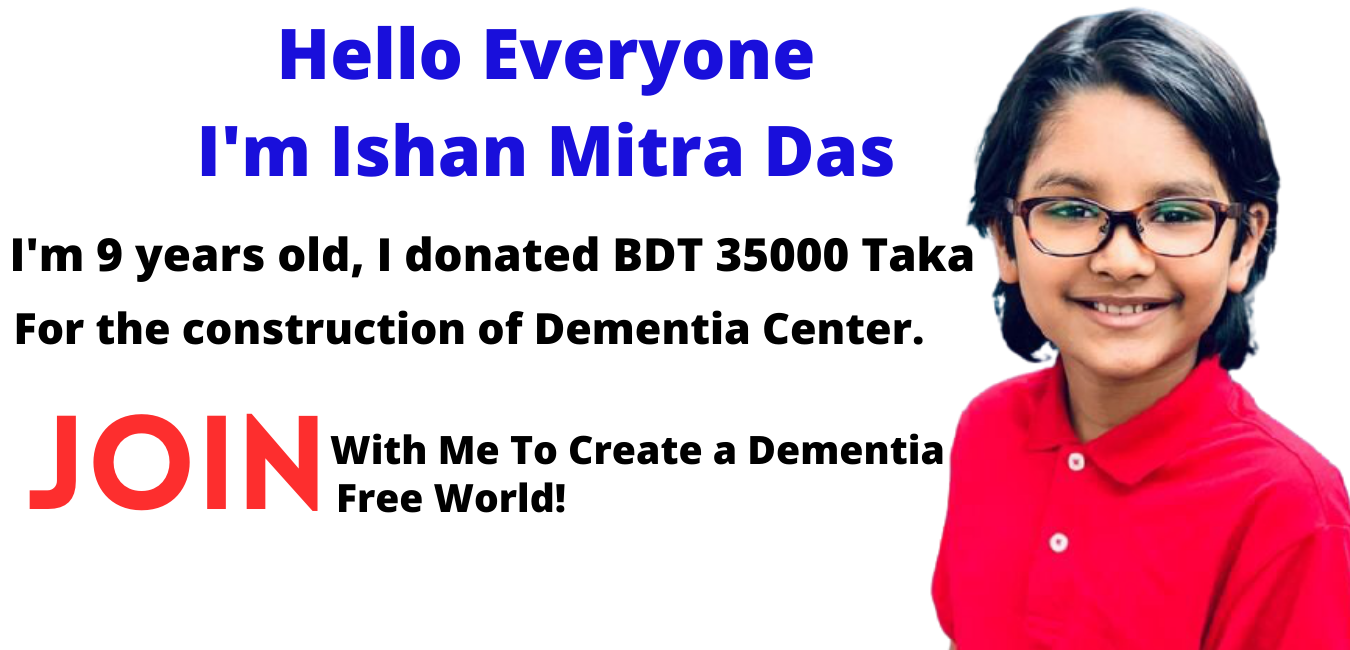 Hello Everyone
I'm Ishan Mitra Das
I'm 9 years old, I donated BDT 35000 Taka
For the construction of Dementia Center.
JOIN With Me To Create a Dementia
Free World!